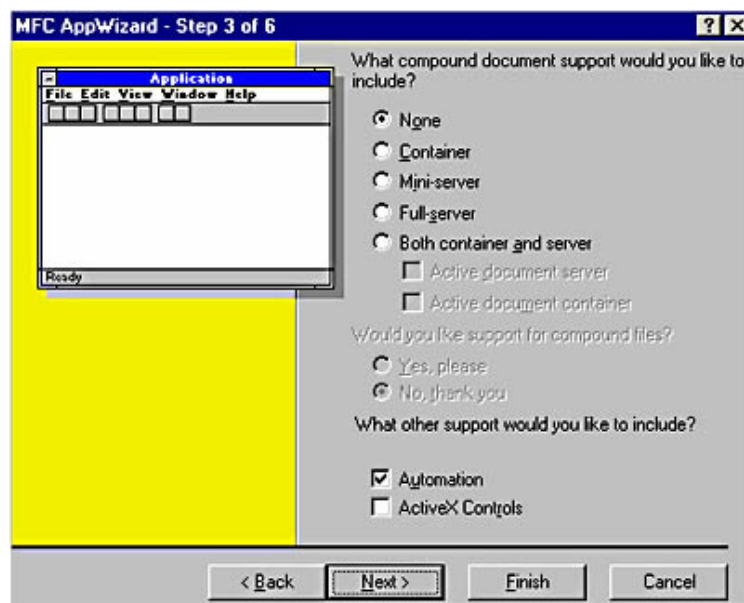 MFC AppWizard - Step 3 of 6
Application
File Edit View Window Help
Ready
What compound document support would you like to
include?
None
Container
Mini-server
Full-server
Both container and server
Active document server
Active document container
Would you like support for compound files?
Yes, please
No, thank you
What other support would you like to include?
Automation
ActiveX Controls
< Back
Next >
Finish
Cancel